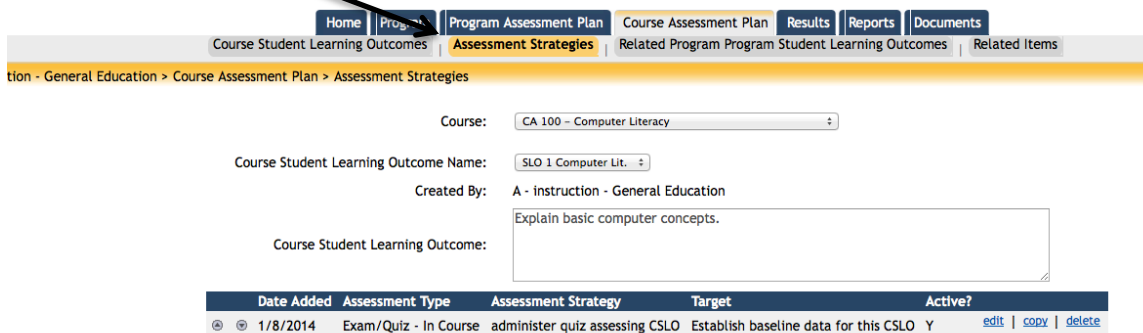 Home Program Program Assessment Plan Course Assessment Plan Results Reports Documents
Course Student Learning Outcomes | Assessment Strategies | Related Program Program Student Learning Outcomes | Related Items
tion - General Education > Course Assessment Plan > Assessment Strategies
Course: CA 100 – Computer Literacy
Course Student Learning Outcome Name: SLO 1 Computer Lit.
Created By: A - instruction - General Education
Course Student Learning Outcome: Explain basic computer concepts.
Date Added Assessment Type Assessment Strategy Target Active?
1/8/2014 Exam/Quiz - In Course administer quiz assessing CSLO Establish baseline data for this CSLO Y edit | copy | delete